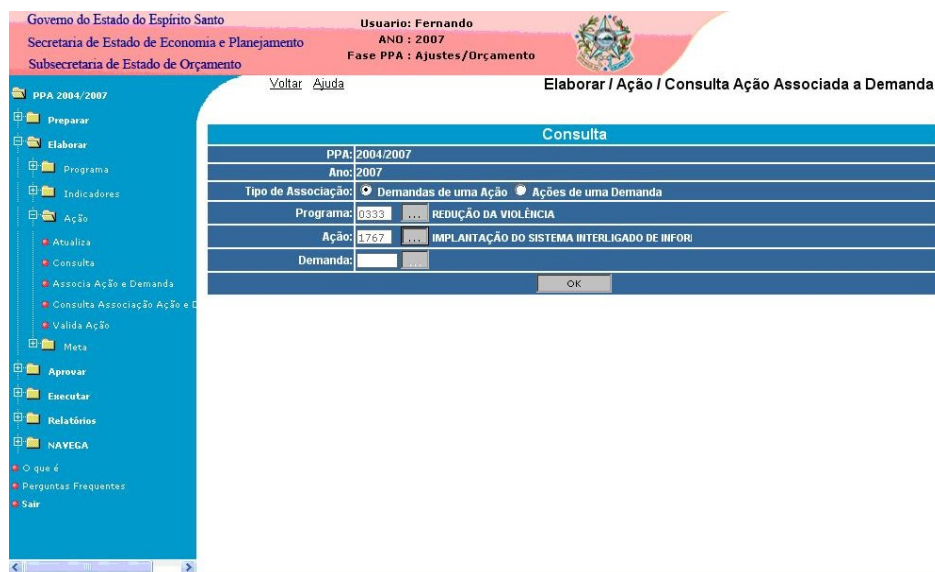 Governo do Estado do Espírito Santo
Secretaria de Estado de Economia e Planejamento
Subsecretaria de Estado de Orçamento
Usuario: Fernando
ANO : 2007
Fase PPA : Ajustes/Orçamento
Voltar Ajuda
Elaborar / Ação / Consulta Ação Associada a Demanda
PPA 2004/2007
Preparar
Elaborar
Programa
Indicadores
Ação
Atualiza
Consulta
Associa Ação e Demanda
Consulta Associação Ação e D
Valida Ação
Meta
Aprovar
Executar
Relatórios
NAVEGA
O que é
Perguntas Frequentes
Sair
Consulta
PPA: 2004/2007
Ano: 2007
Tipo de Associação: Demandas de uma Ação Ações de uma Demanda
Programa: 0333 ... REDUÇÃO DA VIOLÊNCIA
Ação: 1767 ... IMPLANTAÇÃO DO SISTEMA INTERLIGADO DE INFOR
Demanda: ...
OK